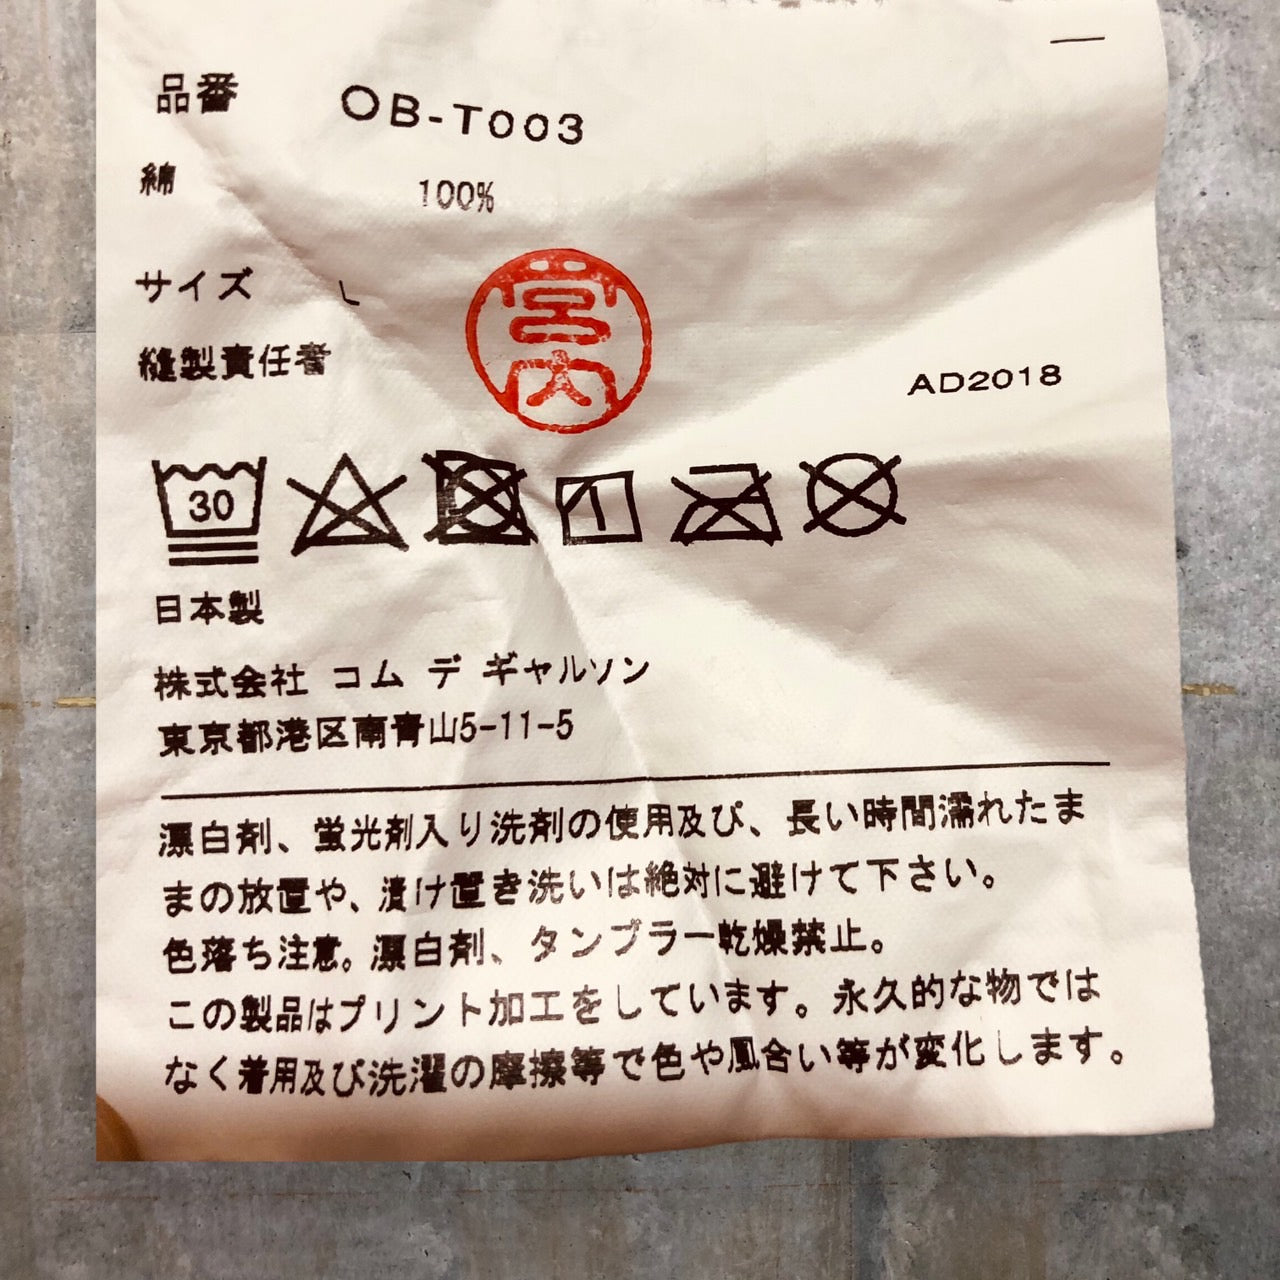 品番 OB-T003
綿 100%
サイズ L
宮内
縫製責任者
AD2018
30
日本製
株式会社 コム デ ギャルソン
東京都港区南青山5-11-5
漂白剤、蛍光剤入り洗剤の使用及び、長い時間濡れたま
まの放置や、漬け置き洗いは絶対に避けて下さい。
色落ち注意。漂白剤、タンブラー乾燥禁止。
この製品はプリント加工をしています。永久的な物では
なく着用及び洗濯の摩擦等で色や風合い等が変化します。